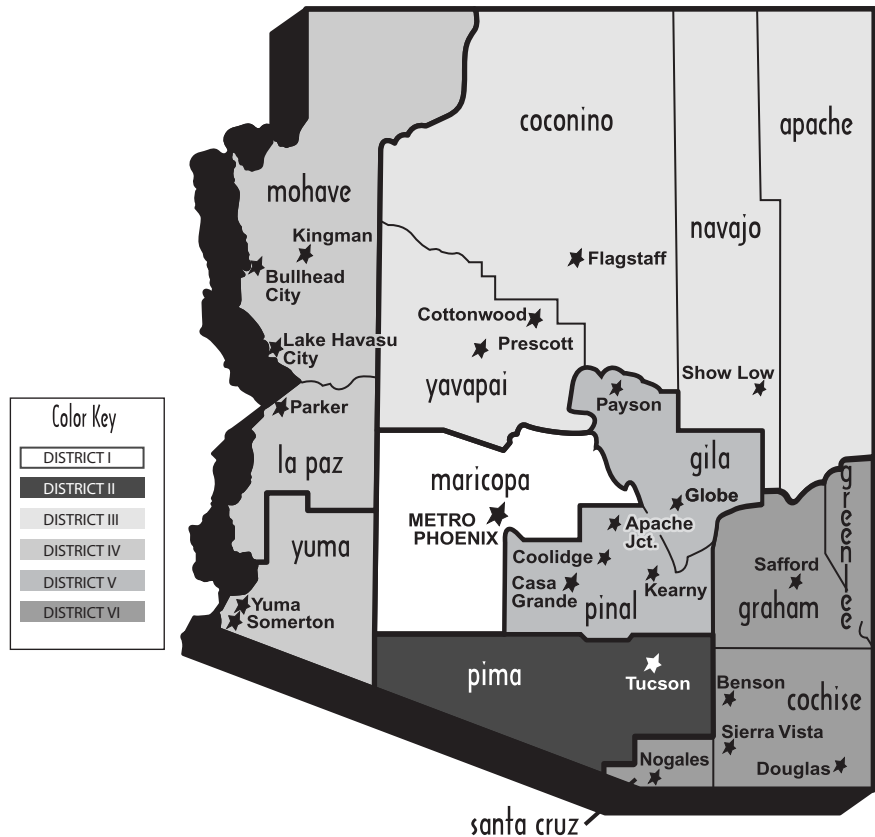 coconino
apache
mohave
navajo
Kingman
Flagstaff
Bullhead
City
Cottonwood
Prescott
Lake Havasu
City
yavapai
Show Low
Payson
Parker
Color Key
DISTRICT I
DISTRICT II
DISTRICT III
DISTRICT IV
DISTRICT V
DISTRICT VI
la paz
maricopa
gila
greenlee
Globe
METRO
PHOENIX
Apache
Jct.
yuma
Coolidge
Casa
Grande
Kearny
Safford
graham
pinal
Yuma
Somerton
pima
Tucson
Benson
cochise
Sierra Vista
Nogales
Douglas
santa cruz